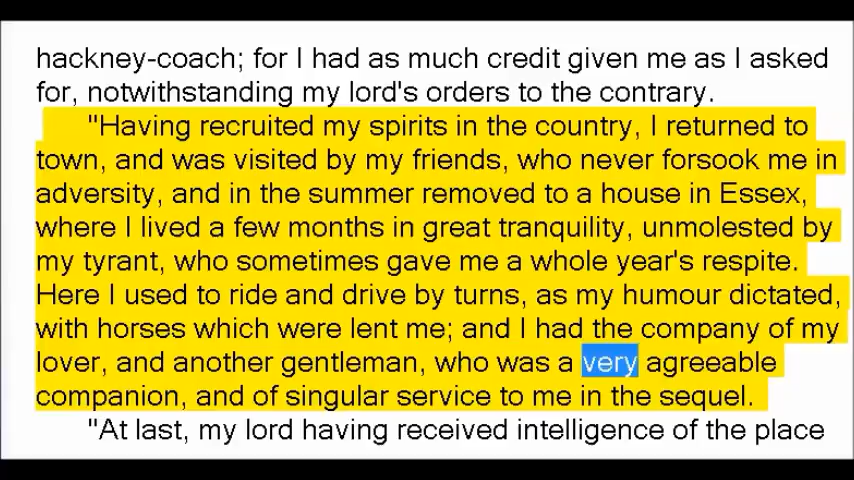 hackney-coach; for I had as much credit given me as I asked
for, notwithstanding my lord's orders to the contrary.
"Having recruited my spirits in the country, I returned to
town, and was visited by my friends, who never forsook me in
adversity, and in the summer removed to a house in Essex,
where I lived a few months in great tranquility, unmolested by
my tyrant, who sometimes gave me a whole year's respite.
Here I used to ride and drive by turns, as my humour dictated,
with horses which were lent me; and I had the company of my
lover, and another gentleman, who was a very agreeable
companion, and of singular service to me in the sequel.
"At last, my lord having received intelligence of the place